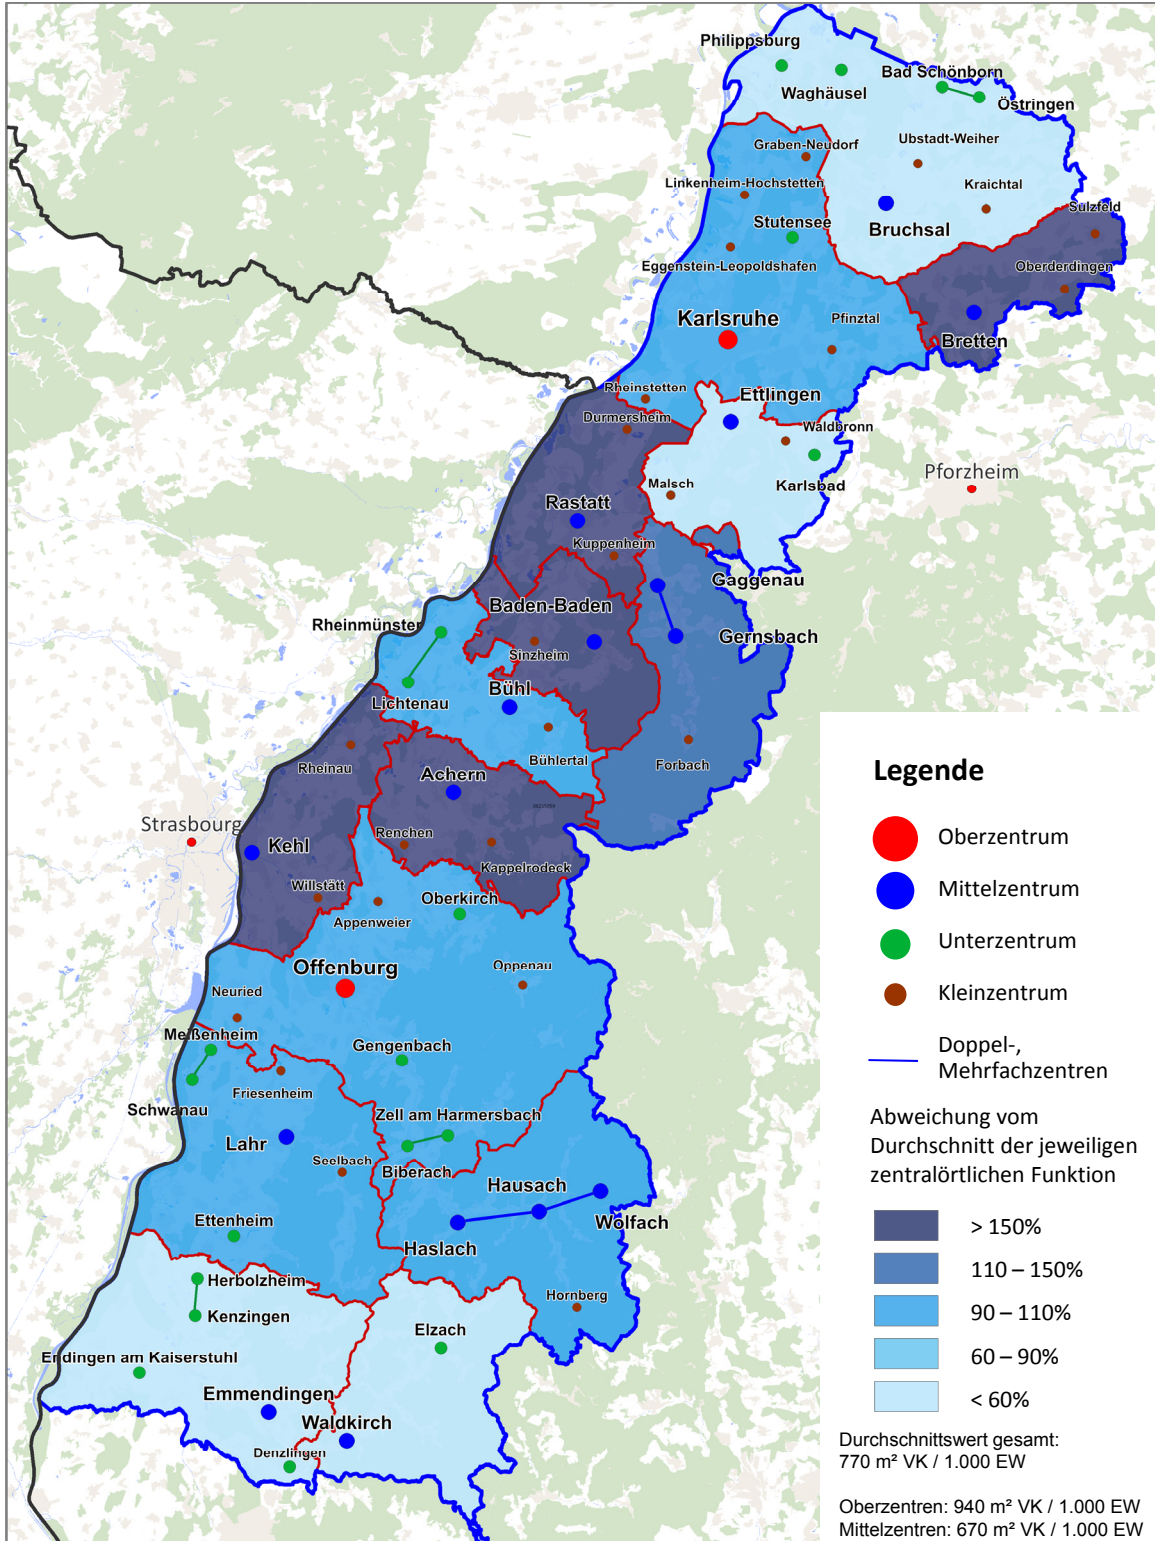 Philippsburg
Waghäusel
Bad Schönborn
Östringen
Graben-Neudorf
Ubstadt-Weiher
Linkenheim-Hochstetten
Kraichtal
Sulzfeld
Stutensee
Bruchsal
Eggenstein-Leopoldshafen
Oberderdingen
Karlsruhe
Pfinztal
Bretten
Rheinstetten
Ettlingen
Durmersheim
Waldbronn
Pforzheim
Malsch
Karlsbad
Rastatt
Kuppenheim
Gaggenau
Baden-Baden
Rheinmünster
Gernsbach
Sinzheim
Bühl
Lichtenau
Rheinau
Bühlertal
Forbach
Achern
Strasbourg
Kehl
Renchen
Kappelrodeck
Willstätt
Oberkirch
Appenweier
Offenburg
Oppenau
Neuried
Meißenheim
Gengenbach
Friesenheim
Schwanau
Zell am Harmersbach
Lahr
Seelbach
Biberach
Hausach
Wolfach
Ettenheim
Haslach
Herbolzheim
Hornberg
Kenzingen
Elzach
Endingen am Kaiserstuhl
Emmendingen
Waldkirch
Denzlingen
Legende
Oberzentrum
Mittelzentrum
Unterzentrum
Kleinzentrum
Doppel-,
Mehrfachzentren
Abweichung vom
Durchschnitt der jeweiligen
zentralörtlichen Funktion
> 150%
110 – 150%
90 – 110%
60 – 90%
< 60%
Durchschnittswert gesamt:
770 m² VK / 1.000 EW
Oberzentren: 940 m² VK / 1.000 EW
Mittelzentren: 670 m² VK / 1.000 EW